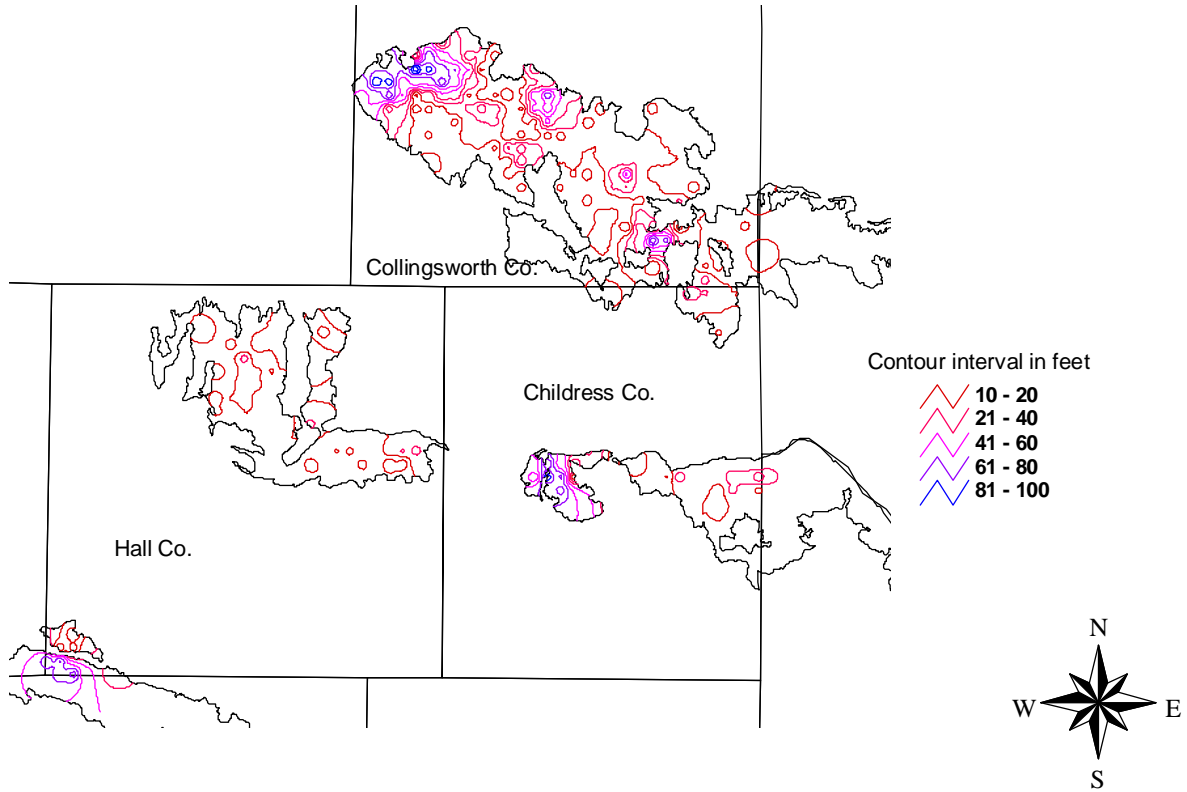 Collingsworth Co.
Childress Co.
Hall Co.
Contour interval in feet
10 - 20
21 - 40
41 - 60
61 - 80
81 - 100
N
W
E
S